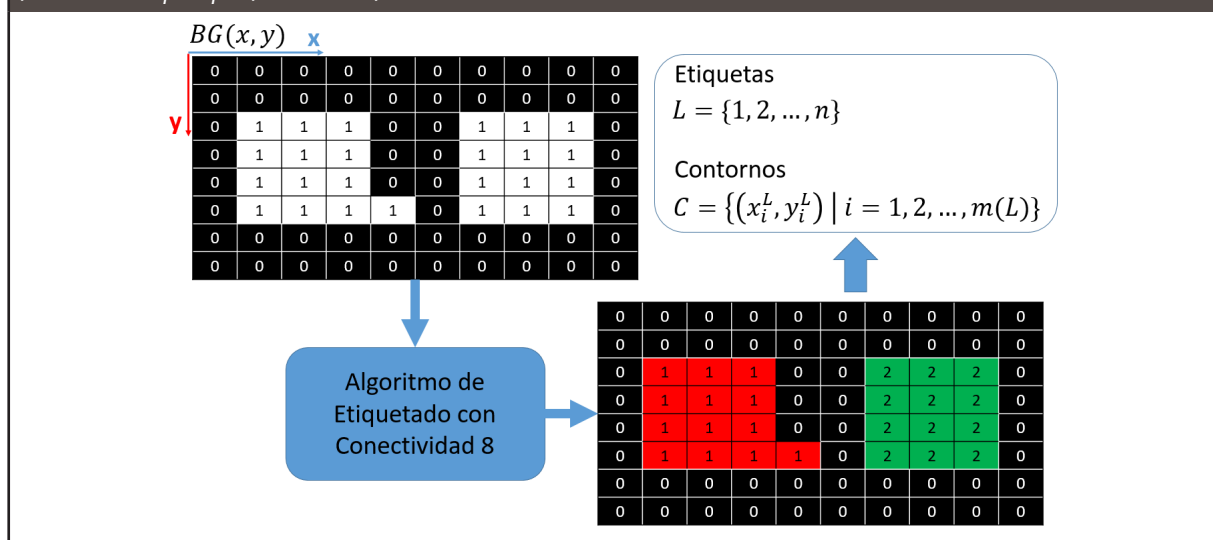 BG(x, y) x
y
0 0 0 0 0 0 0 0 0 0
0 0 0 0 0 0 0 0 0 0
0 1 1 1 0 0 1 1 1 0
0 1 1 1 0 0 1 1 1 0
0 1 1 1 0 0 1 1 1 0
0 1 1 1 1 0 1 1 1 0
0 0 0 0 0 0 0 0 0 0
0 0 0 0 0 0 0 0 0 0
Etiquetas
L = {1, 2, ..., n}
Contornos
C = {(x_i^L, y_i^L) | i = 1, 2, ..., m(L)}
Algoritmo de
Etiquetado con
Conectividad 8
0 0 0 0 0 0 0 0 0 0
0 0 0 0 0 0 0 0 0 0
0 1 1 1 0 0 2 2 2 0
0 1 1 1 0 0 2 2 2 0
0 1 1 1 0 0 2 2 2 0
0 1 1 1 1 0 2 2 2 0
0 0 0 0 0 0 0 0 0 0
0 0 0 0 0 0 0 0 0 0